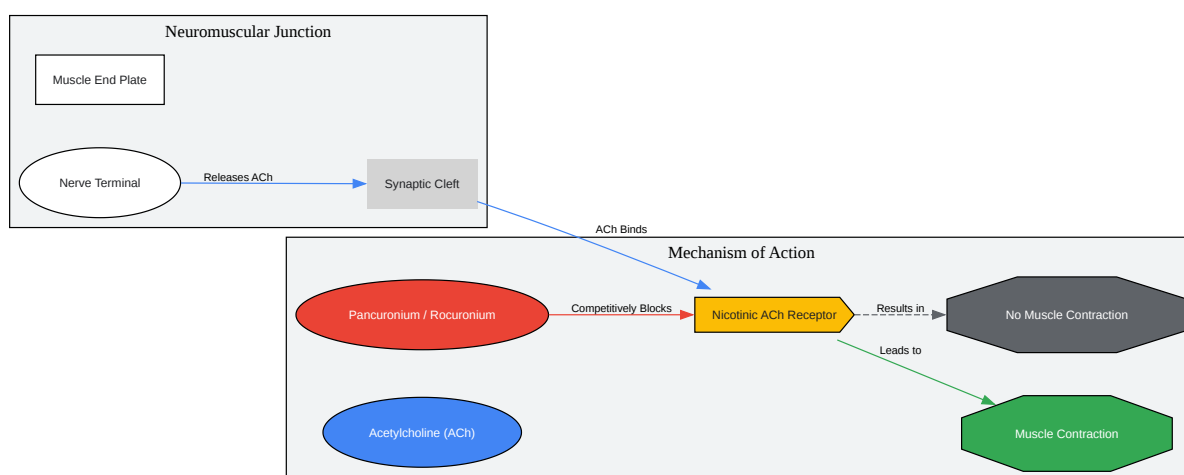 Neuromuscular Junction
Muscle End Plate
Nerve Terminal
Releases ACh
Synaptic Cleft
ACh Binds
Mechanism of Action
Pancuronium / Rocuronium
Competitively Blocks
Nicotinic ACh Receptor
Results in
No Muscle Contraction
Leads to
Acetylcholine (ACh)
Muscle Contraction